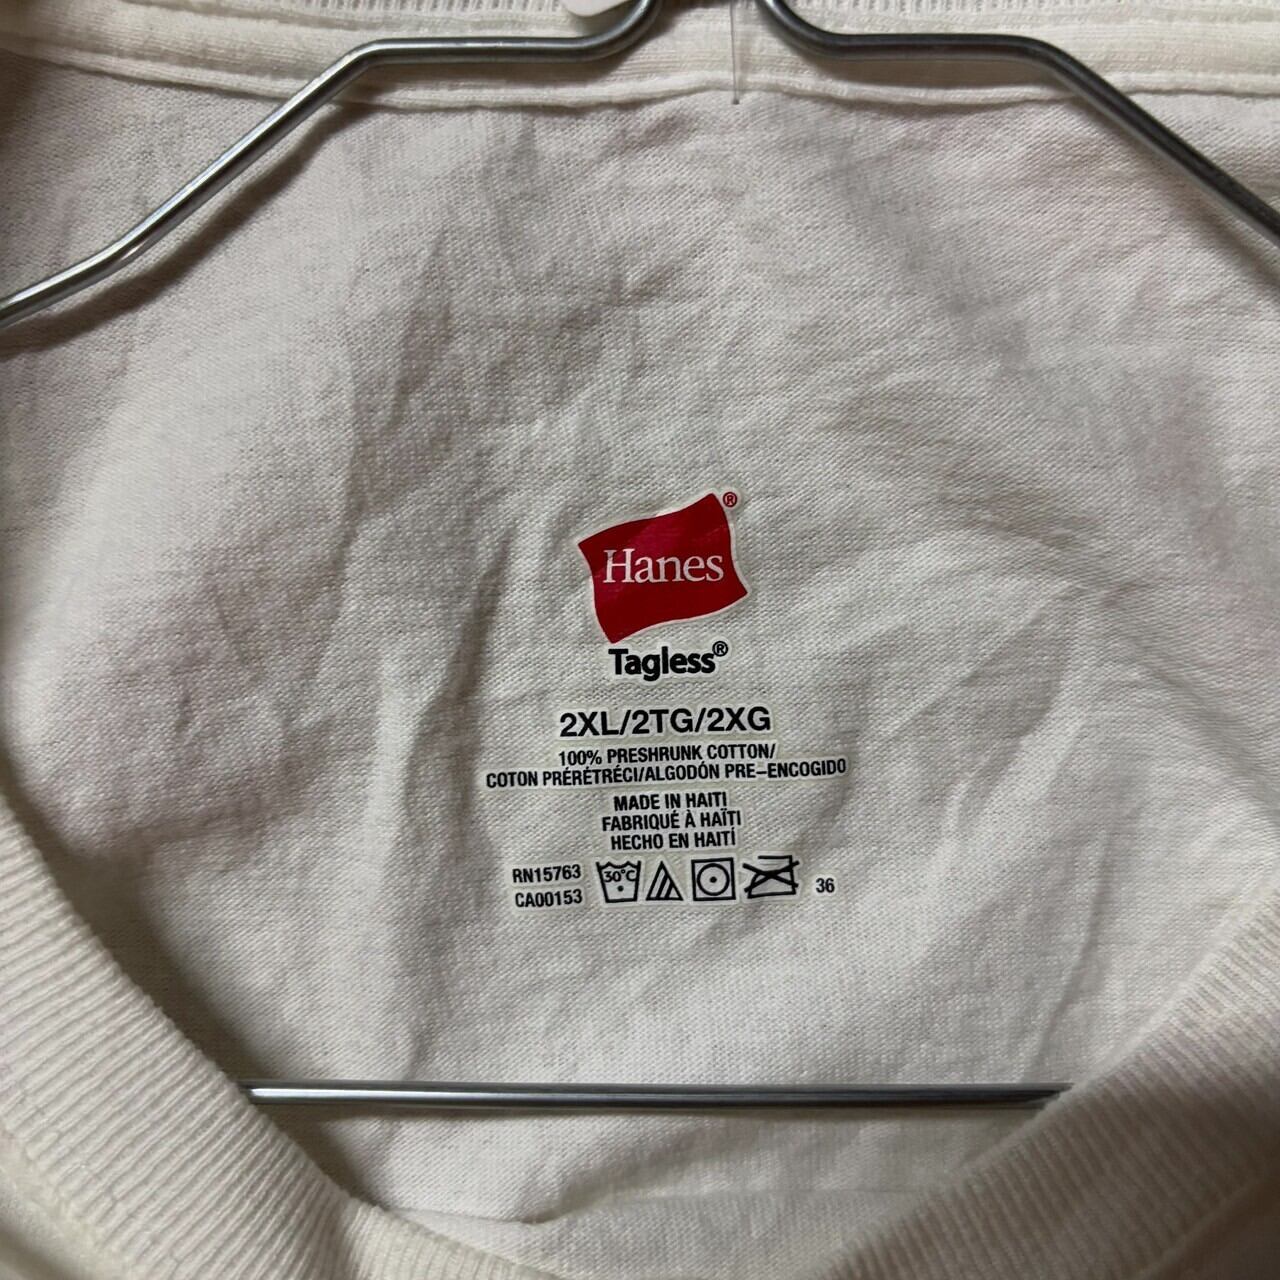 Hanes®
Tagless®
2XL/2TG/2XG
100% PRESHRUNK COTTON/
COTON PRÉRÉTRÉCI/ALGODÓN PRE-ENCOGIDO
MADE IN HAITI
FABRIQUÉ À HAÏTI
HECHO EN HAITÍ
RN15763
CA00153
30°C
36